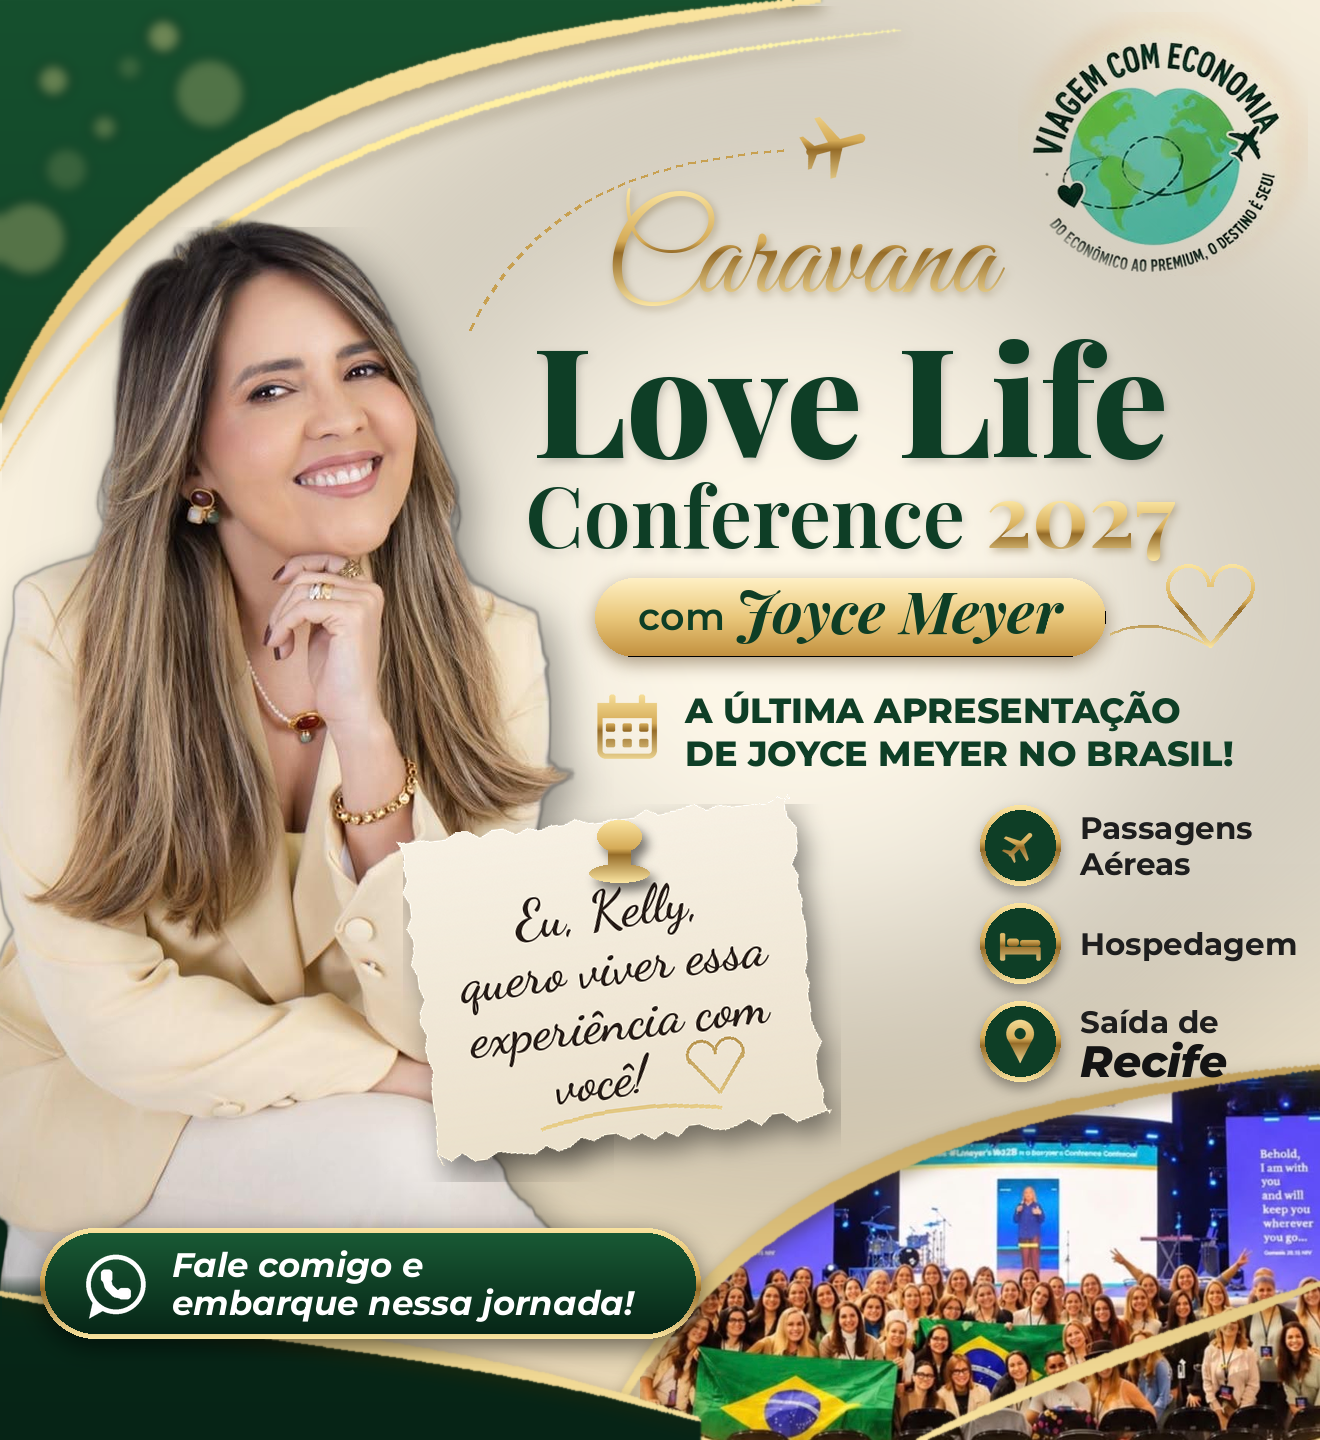 VIAGEM COM ECONOMIA
DO ECONÔMICO AO PREMIUM, O DESTINO É SEU!
Caravana
Love Life
Conference 2027
com Joyce Meyer
A ÚLTIMA APRESENTAÇÃO
DE JOYCE MEYER NO BRASIL!
Passagens
Aéreas
Hospedagem
Saída de
Recife
Eu, Kelly,
quero viver essa
experiência com
você!
Behold,
I am with
you
and will
keep you
wherever
you go...
Fale comigo e
embarque nessa jornada!